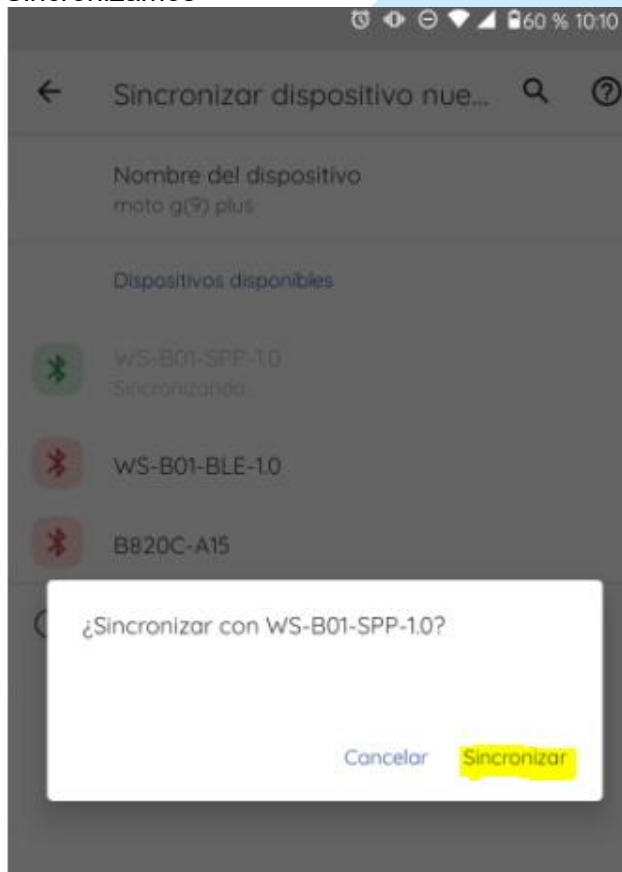 Sincronizamos
60 % 10:10
Sincronizar dispositivo nue...
Nombre del dispositivo
moto g(9) plus
Dispositivos disponibles
WS-B01-SPP-1.0
Sincronizando...
WS-B01-BLE-1.0
B820C-A15
¿Sincronizar con WS-B01-SPP-1.0?
Cancelar Sincronizar